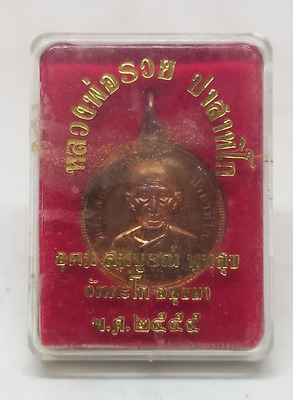 หลวงพ่อรวย ปาสาทิโก
อุดม สมบูรณ์ พูนสุข
วัดตะโก อยุธยา
พ.ศ.๒๕๕๕